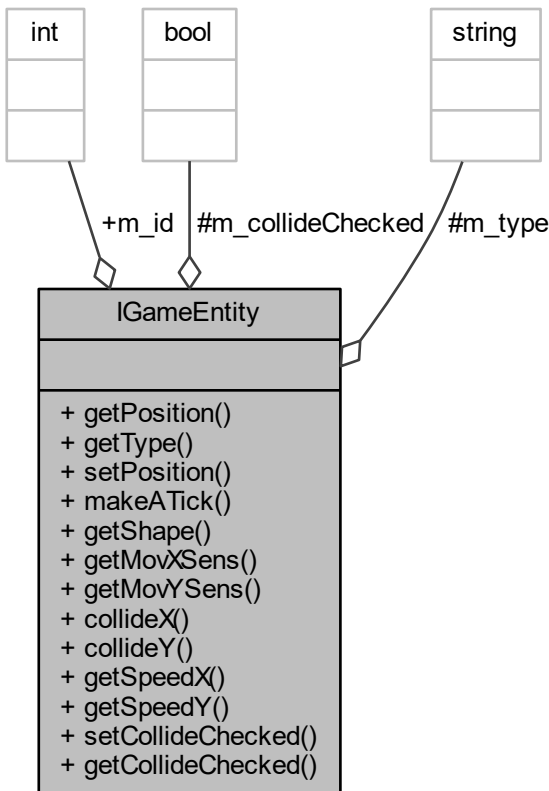 int bool string
+m_id #m_collideChecked #m_type
IGameEntity
+ getPosition()
+ getType()
+ setPosition()
+ makeATick()
+ getShape()
+ getMovXSens()
+ getMovYSens()
+ collideX()
+ collideY()
+ getSpeedX()
+ getSpeedY()
+ setCollideChecked()
+ getCollideChecked()